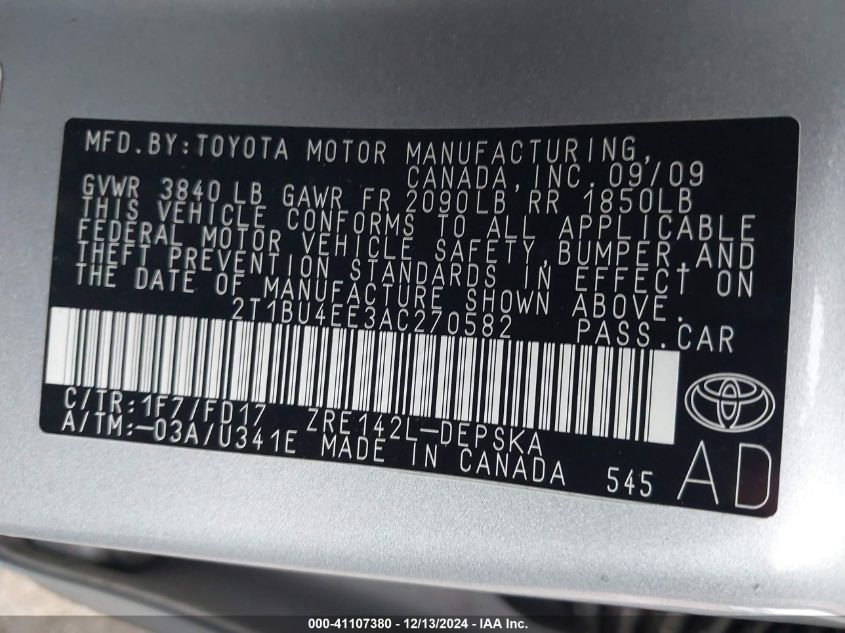 MFD.BY:TOYOTA MOTOR MANUFACTURING,
CANADA,INC. 09/09
GVWR 3840 LB GAWR FR 2090LB RR 1850LB
THIS VEHICLE CONFORMS TO ALL APPLICABLE
FEDERAL MOTOR VEHICLE SAFETY,BUMPER,AND
THEFT PREVENTION STANDARDS IN EFFECT ON
THE DATE OF MANUFACTURE SHOWN ABOVE.
2T1BU4EE3AC270582 PASS.CAR
C/TR:1F7/FD17 ZRE142L-DEPSKA
A/TM:-03A/U341E MADE IN CANADA 545
AD
000-41107380 - 12/13/2024 - IAA Inc.